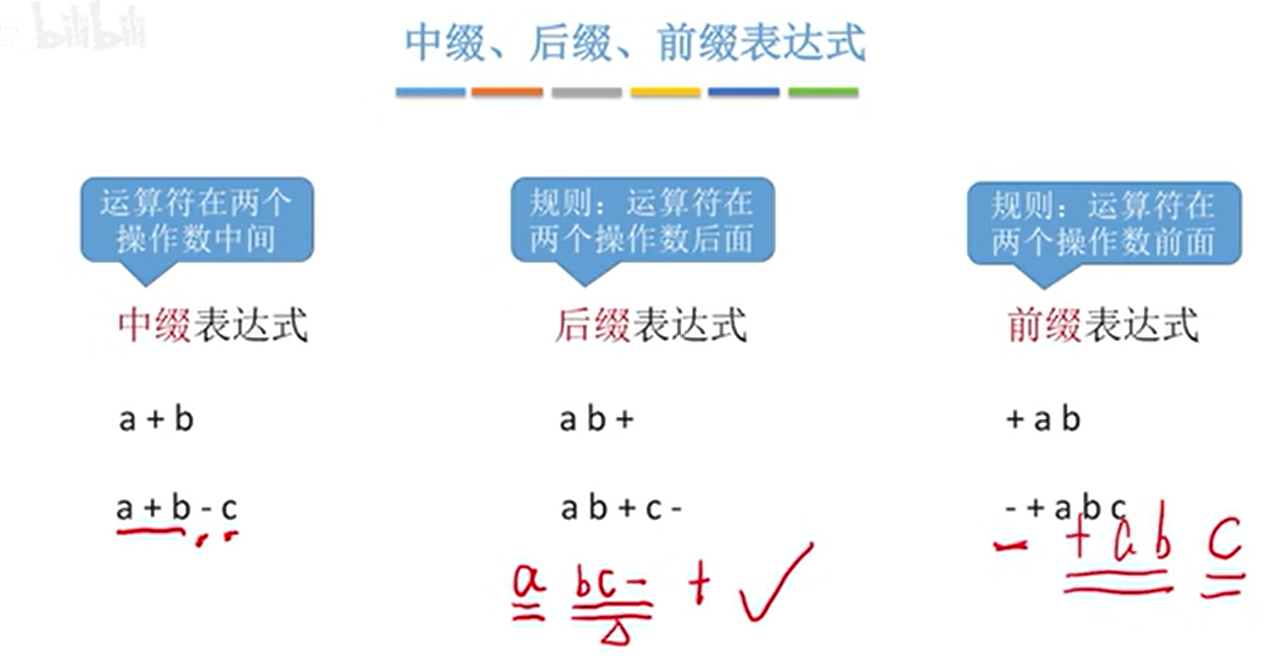 bilibili
中缀、后缀、前缀表达式
运算符在两个
操作数中间
中缀表达式
a + b
a + b - c
规则：运算符在
两个操作数后面
后缀表达式
a b +
a b + c -
a bc- +
规则：运算符在
两个操作数前面
前缀表达式
+ a b
- + a b c
- + a b c